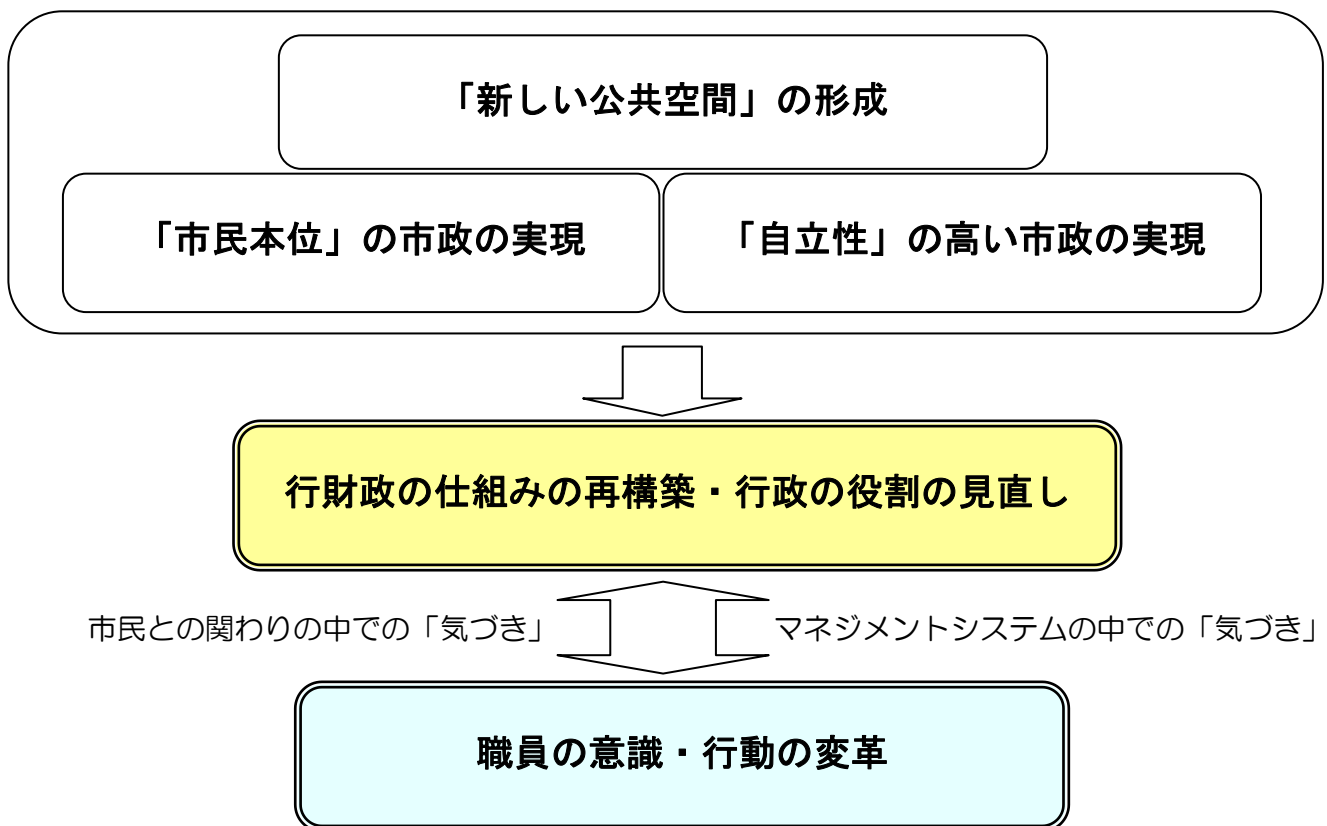 「新しい公共空間」の形成
「市民本位」の市政の実現
「自立性」の高い市政の実現
行財政の仕組みの再構築・行政の役割の見直し
市民との関わりの中での「気づき」
マネジメントシステムの中での「気づき」
職員の意識・行動の変革